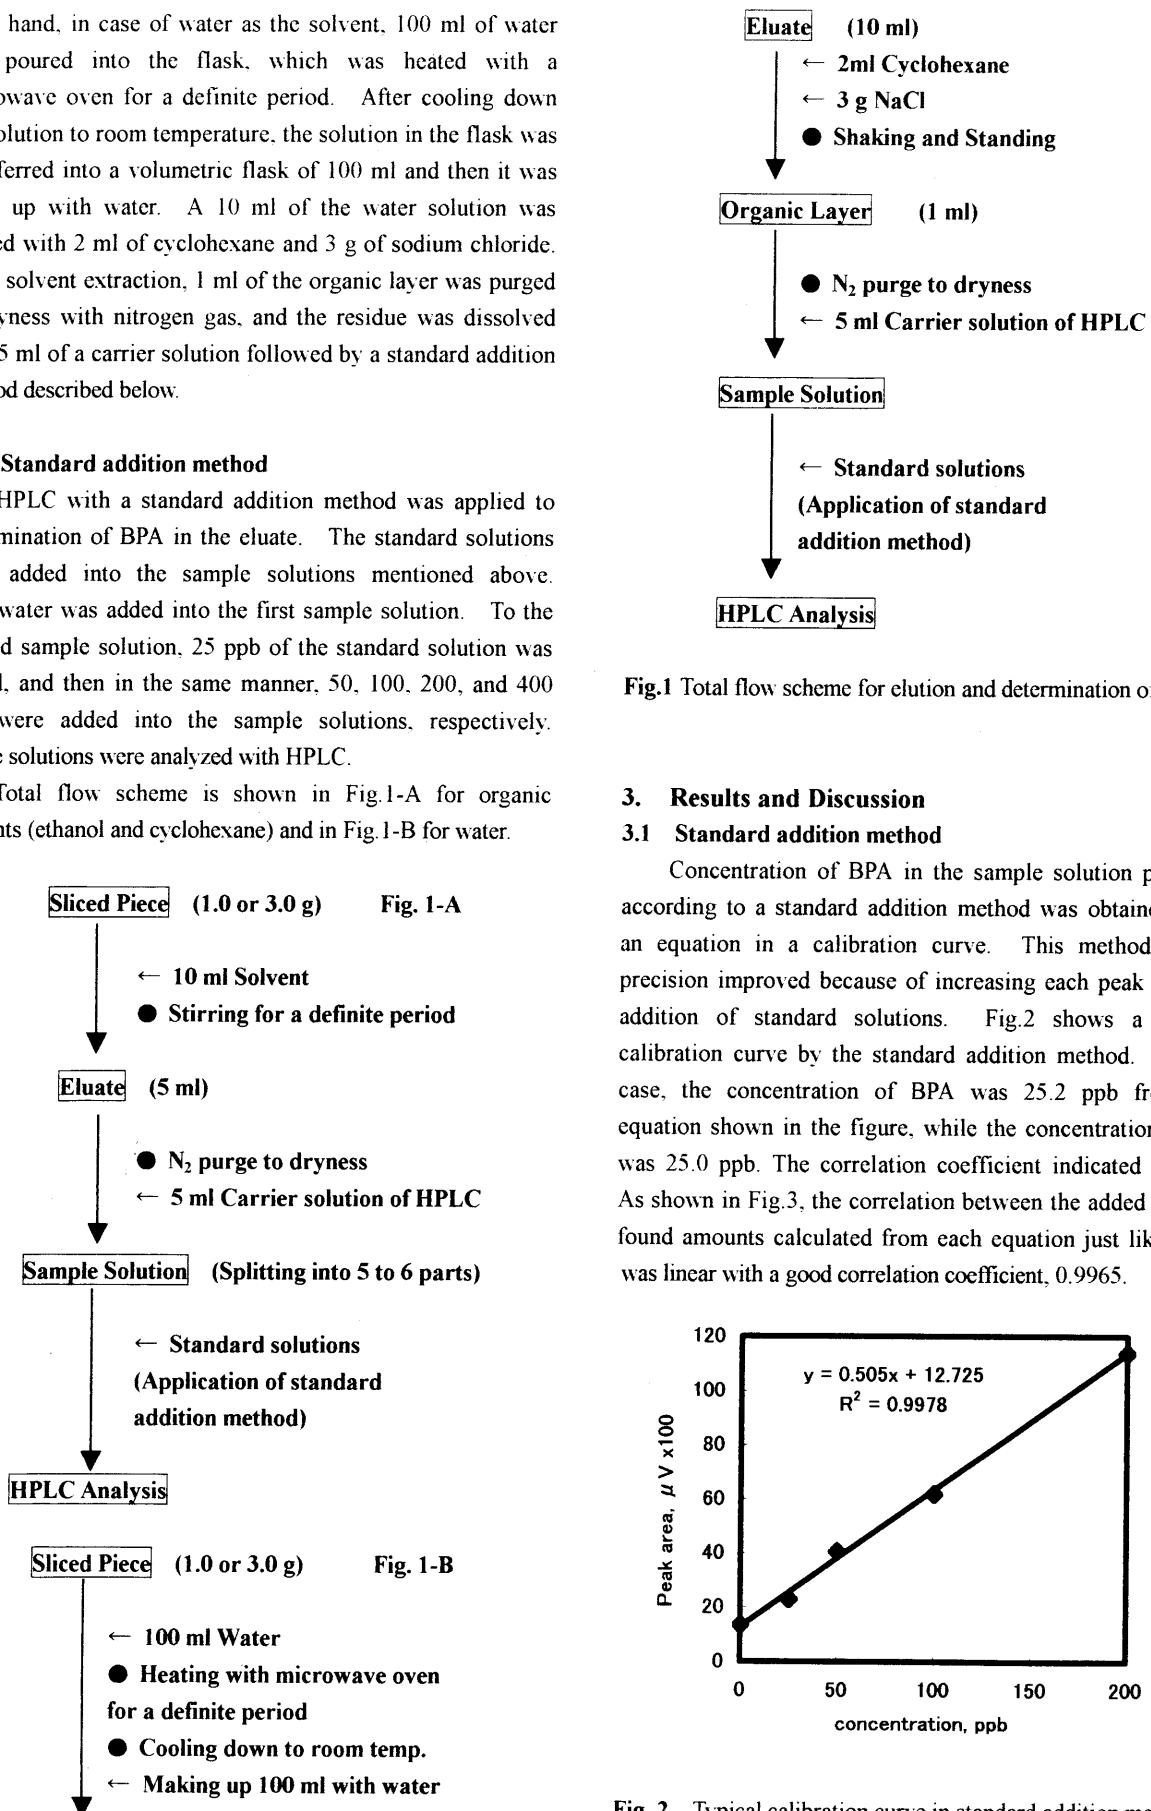 hand, in case of water as the solvent, 100 ml of water
poured into the flask, which was heated with a
owave oven for a definite period. After cooling down
olution to room temperature, the solution in the flask was
ferred into a volumetric flask of 100 ml and then it was
up with water. A 10 ml of the water solution was
ed with 2 ml of cyclohexane and 3 g of sodium chloride.
solvent extraction, 1 ml of the organic layer was purged
yness with nitrogen gas, and the residue was dissolved
5 ml of a carrier solution followed by a standard addition
od described below.
Standard addition method
HPLC with a standard addition method was applied to
mination of BPA in the eluate. The standard solutions
added into the sample solutions mentioned above.
water was added into the first sample solution. To the
d sample solution, 25 ppb of the standard solution was
l, and then in the same manner, 50, 100, 200, and 400
were added into the sample solutions, respectively.
e solutions were analyzed with HPLC.
Total flow scheme is shown in Fig.1-A for organic
nts (ethanol and cyclohexane) and in Fig.1-B for water.
Sliced Piece (1.0 or 3.0 g) Fig. 1-A
← 10 ml Solvent
● Stirring for a definite period
Eluate (5 ml)
● N₂ purge to dryness
← 5 ml Carrier solution of HPLC
Sample Solution (Splitting into 5 to 6 parts)
← Standard solutions
(Application of standard
addition method)
HPLC Analysis
Sliced Piece (1.0 or 3.0 g) Fig. 1-B
← 100 ml Water
● Heating with microwave oven
for a definite period
● Cooling down to room temp.
← Making up 100 ml with water
Eluate (10 ml)
← 2ml Cyclohexane
← 3 g NaCl
● Shaking and Standing
Organic Layer (1 ml)
● N₂ purge to dryness
← 5 ml Carrier solution of HPLC
Sample Solution
← Standard solutions
(Application of standard
addition method)
HPLC Analysis
Fig.1 Total flow scheme for elution and determination o
3. Results and Discussion
3.1 Standard addition method
Concentration of BPA in the sample solution p
according to a standard addition method was obtaine
an equation in a calibration curve. This method
precision improved because of increasing each peak
addition of standard solutions. Fig.2 shows a
calibration curve by the standard addition method.
case, the concentration of BPA was 25.2 ppb fr
equation shown in the figure, while the concentration
was 25.0 ppb. The correlation coefficient indicated
As shown in Fig.3, the correlation between the added
found amounts calculated from each equation just lik
was linear with a good correlation coefficient, 0.9965.
120
100
80
60
40
20
0
Peak area, μV x100
y = 0.505x + 12.725
R² = 0.9978
0 50 100 150 200
concentration, ppb
Fig. 2 Typical calibration curve in standard addition me